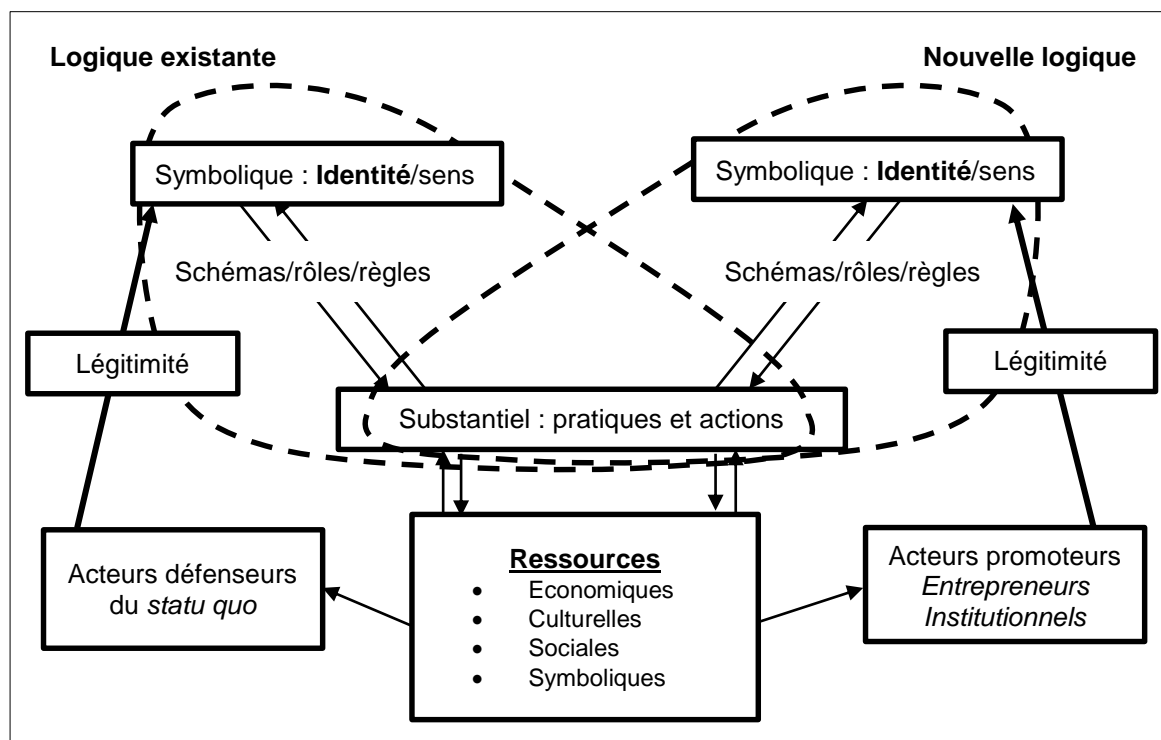 Logique existante
Nouvelle logique
Symbolique : Identité/sens
Symbolique : Identité/sens
Schémas/rôles/règles
Schémas/rôles/règles
Légitimité
Légitimité
Substantiel : pratiques et actions
Acteurs défenseurs
du statu quo
Ressources
• Economiques
• Culturelles
• Sociales
• Symboliques
Acteurs promoteurs
Entrepreneurs
Institutionnels